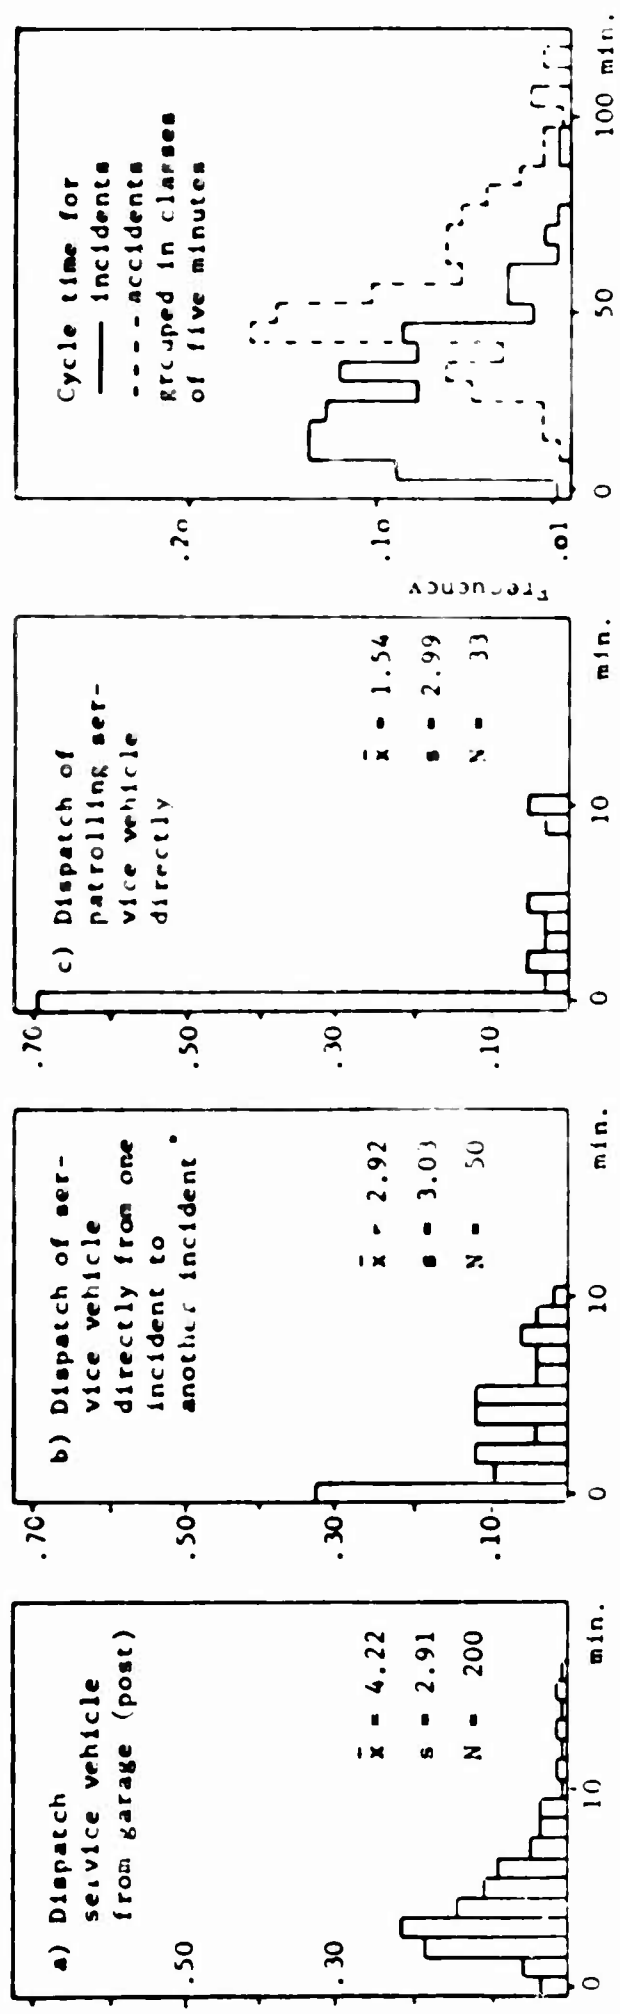 a) Dispatch
service vehicle
from garage (post)
x̄ = 4.22
s = 2.91
N = 200
.50
.30
0
10
min.
b) Dispatch of ser-
vice vehicle
directly from one
incident to
another incident
x̄ = 2.92
s = 3.03
N = 50
.70
.50
.30
.10
0
10
min.
c) Dispatch of
patrolling ser-
vice vehicle
directly
x̄ = 1.54
s = 2.99
N = 33
.70
.50
.30
.10
0
10
min.
Cycle time for
incidents
accidents
grouped in classes
of five minutes
Frequency
.20
.10
.01
0
50
100 min.